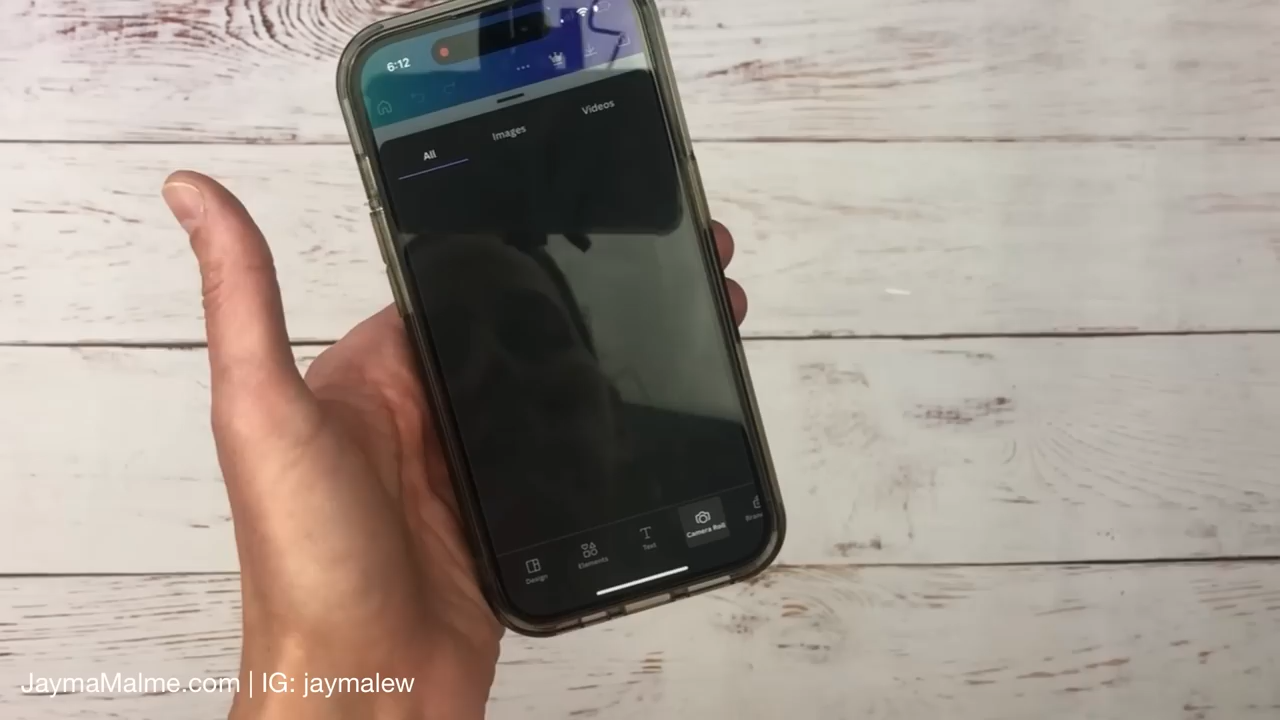 6:12
Videos
Images
All
Camera Roll
Text
Elements
Design
JaymaMalme.com | IG: jaymalew